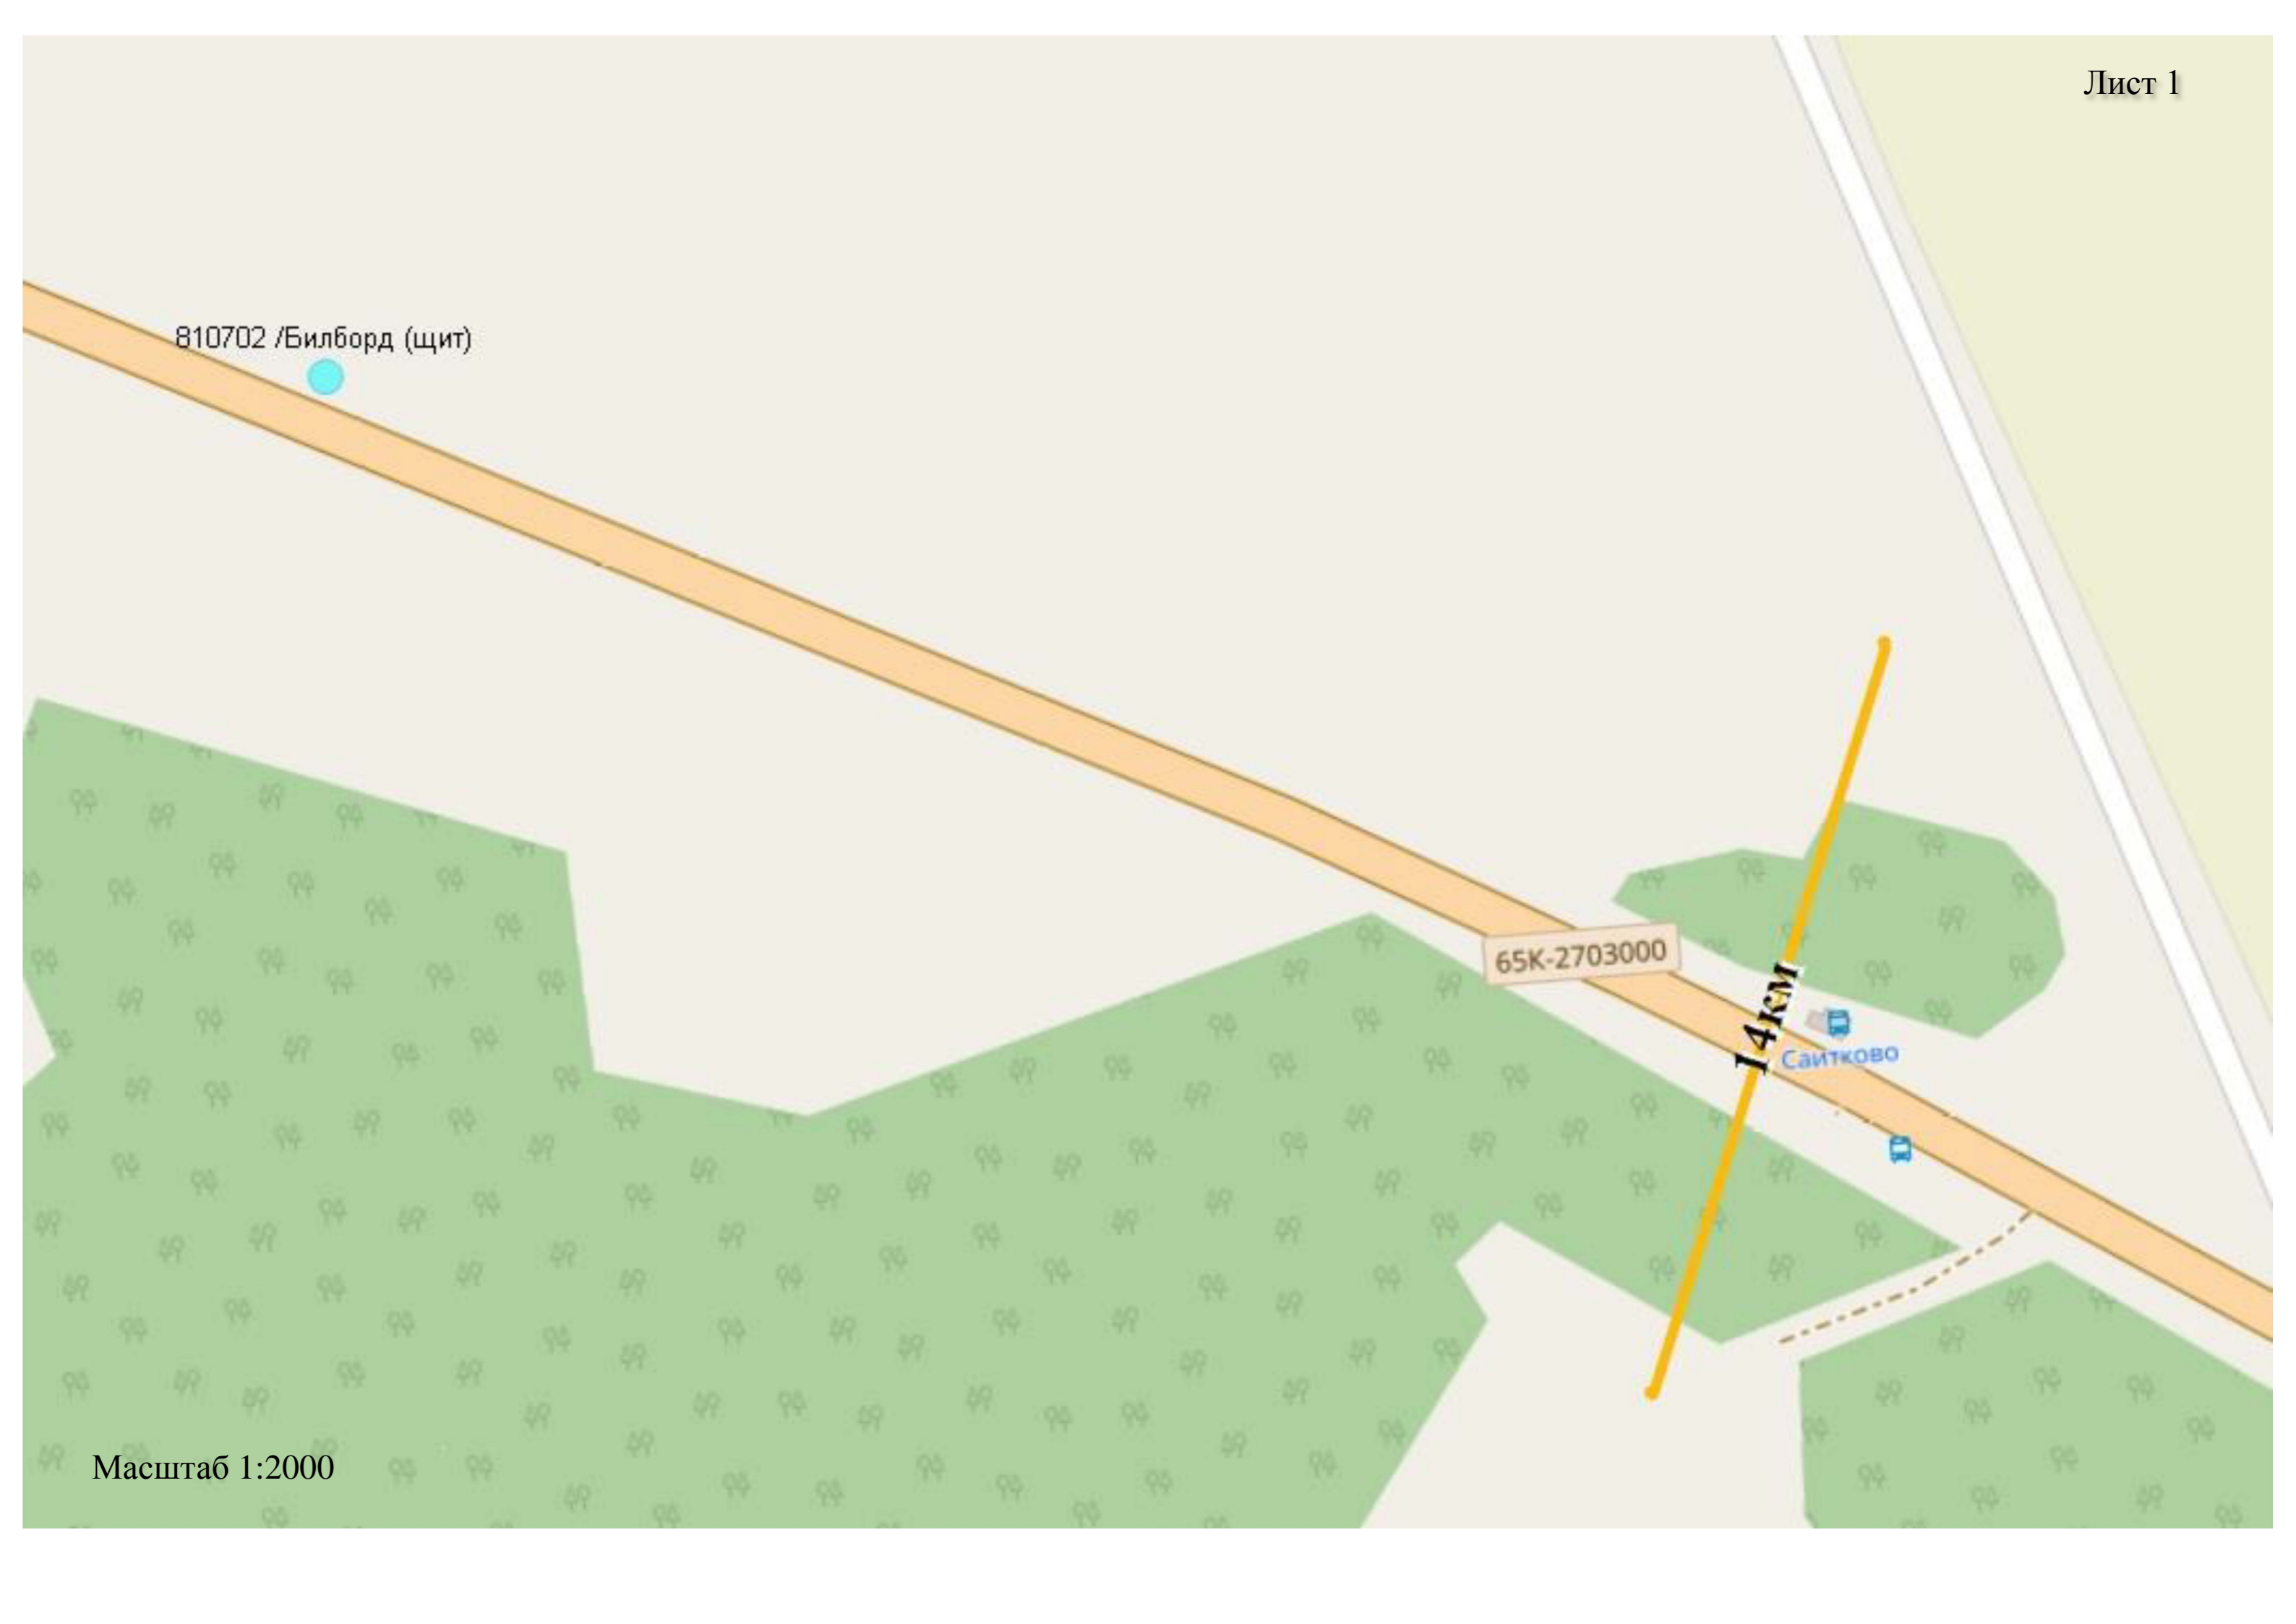 Лист 1
810702 /Билборд (щит)
65К-2703000
14км
Саитково
Масштаб 1:2000